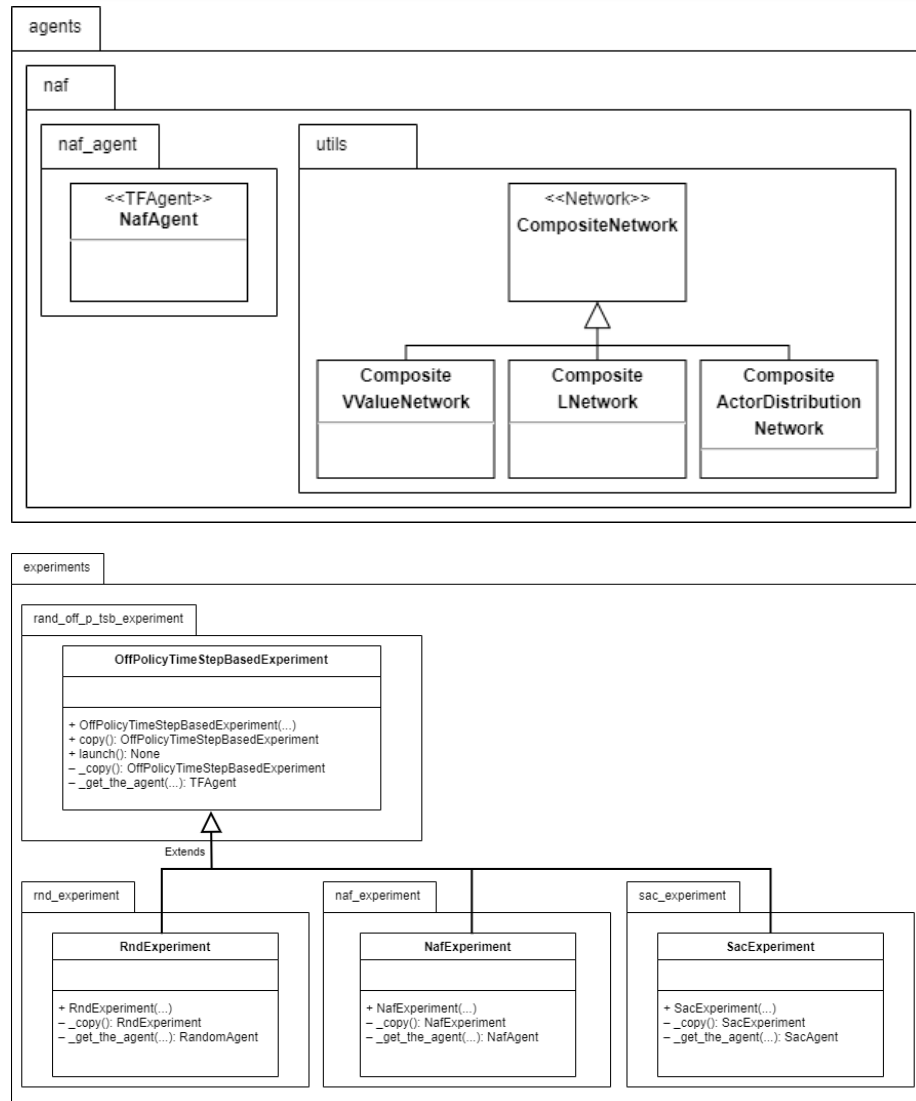 agents
naf
naf_agent
utils
<<TFAgent>>
NafAgent
<<Network>>
CompositeNetwork
Composite
VValueNetwork
Composite
LNetwork
Composite
ActorDistribution
Network
experiments
rand_off_p_tsb_experiment
OffPolicyTimeStepBasedExperiment
+ OffPolicyTimeStepBasedExperiment(...)
+ copy(): OffPolicyTimeStepBasedExperiment
+ launch(): None
– _copy(): OffPolicyTimeStepBasedExperiment
– _get_the_agent(...): TFAgent
Extends
rnd_experiment
naf_experiment
sac_experiment
RndExperiment
+ RndExperiment(...)
– _copy(): RndExperiment
– _get_the_agent(...): RandomAgent
NafExperiment
+ NafExperiment(...)
– _copy(): NafExperiment
– _get_the_agent(...): NafAgent
SacExperiment
+ SacExperiment(...)
– _copy(): SacExperiment
– _get_the_agent(...): SacAgent